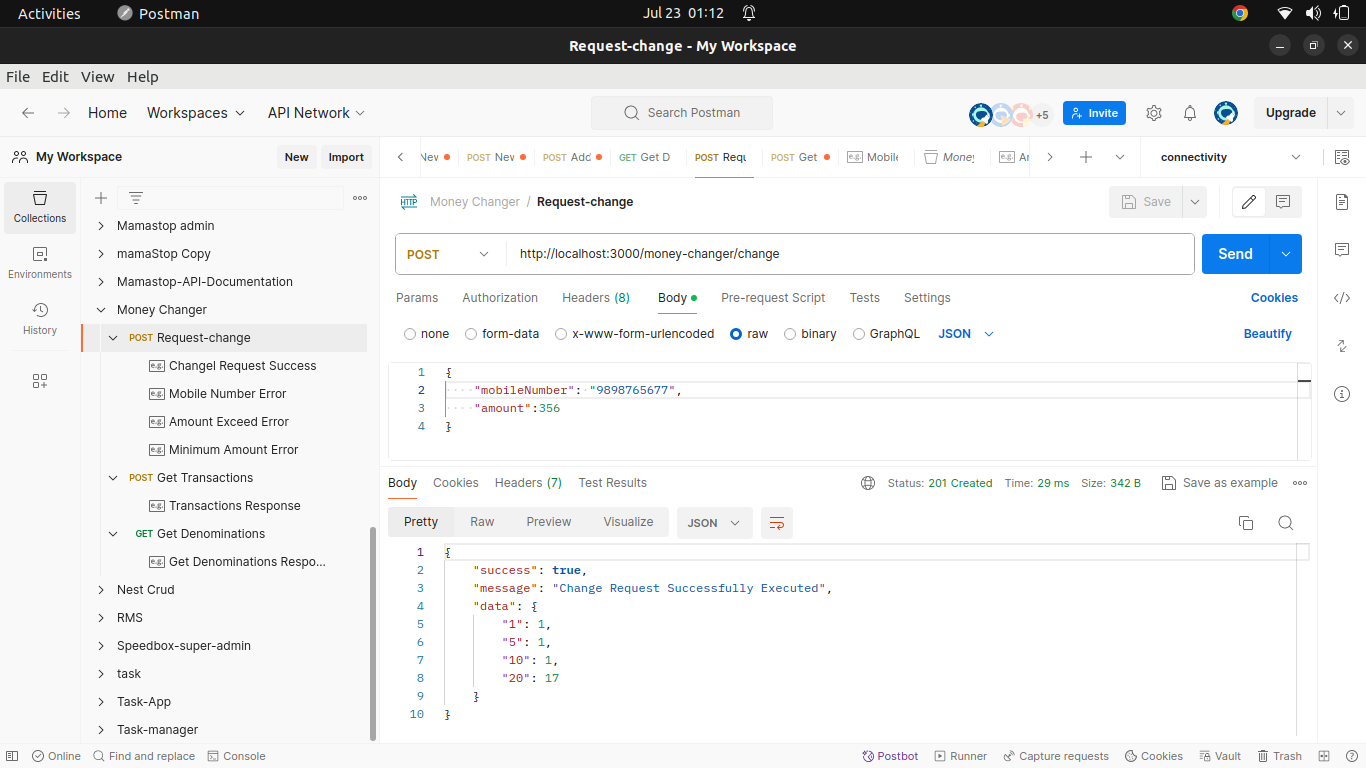 Activities Postman Jul 23 01:12
Request-change - My Workspace
File Edit View Help
Home Workspaces API Network Search Postman +5 Invite Upgrade
My Workspace New Import
New POST New POST Add GET Get D POST Requ POST Get e.g. Mobile Money e.g. connectivity
Collections
Environments
History
Mamastop admin
mamaStop Copy
Mamastop-API-Documentation
Money Changer
POST Request-change
e.g. Changel Request Success
e.g. Mobile Number Error
e.g. Amount Exceed Error
e.g. Minimum Amount Error
POST Get Transactions
e.g. Transactions Response
GET Get Denominations
e.g. Get Denominations Respo...
Nest Crud
RMS
Speedbox-super-admin
task
Task-App
Task-manager
HTTP Money Changer / Request-change Save
POST http://localhost:3000/money-changer/change Send
Params Authorization Headers (8) Body Pre-request Script Tests Settings Cookies
none form-data x-www-form-urlencoded raw binary GraphQL JSON Beautify
1 {
2 "mobileNumber": "9898765677",
3 "amount":356
4 }
Body Cookies Headers (7) Test Results Status: 201 Created Time: 29 ms Size: 342 B Save as example
Pretty Raw Preview Visualize JSON
1 {
2 "success": true,
3 "message": "Change Request Successfully Executed",
4 "data": {
5 "1": 1,
6 "5": 1,
7 "10": 1,
8 "20": 17
9 }
10 }
Online Find and replace Console Postbot Runner Capture requests Cookies Vault Trash